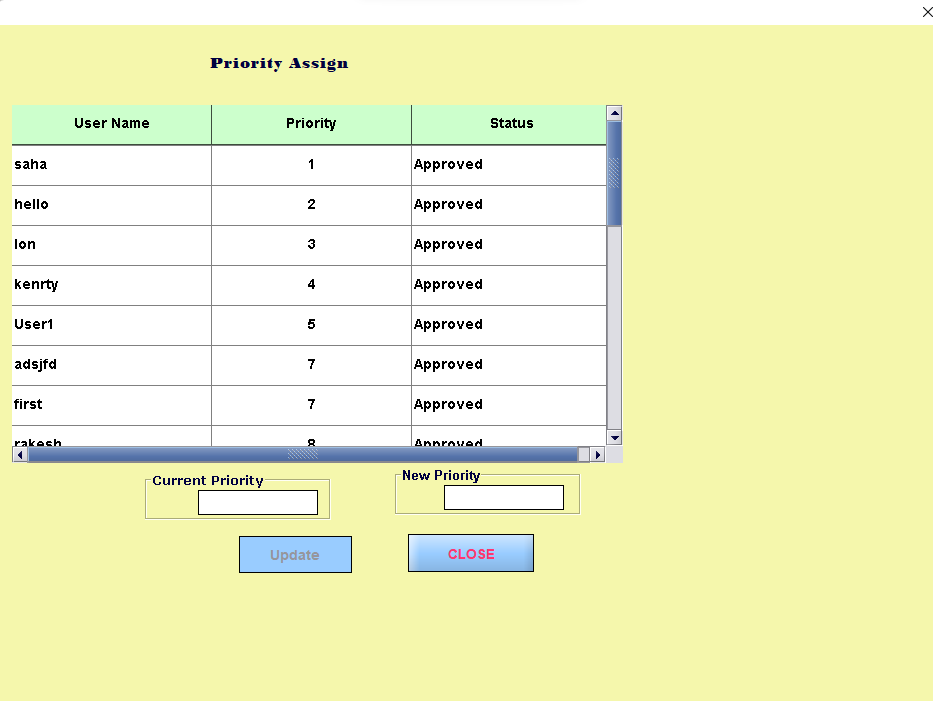 Priority Assign
User Name Priority Status
saha 1 Approved
hello 2 Approved
lon 3 Approved
kenrty 4 Approved
User1 5 Approved
adsjfd 7 Approved
first 7 Approved
rakesh 8 Approved
Current Priority New Priority
Update CLOSE